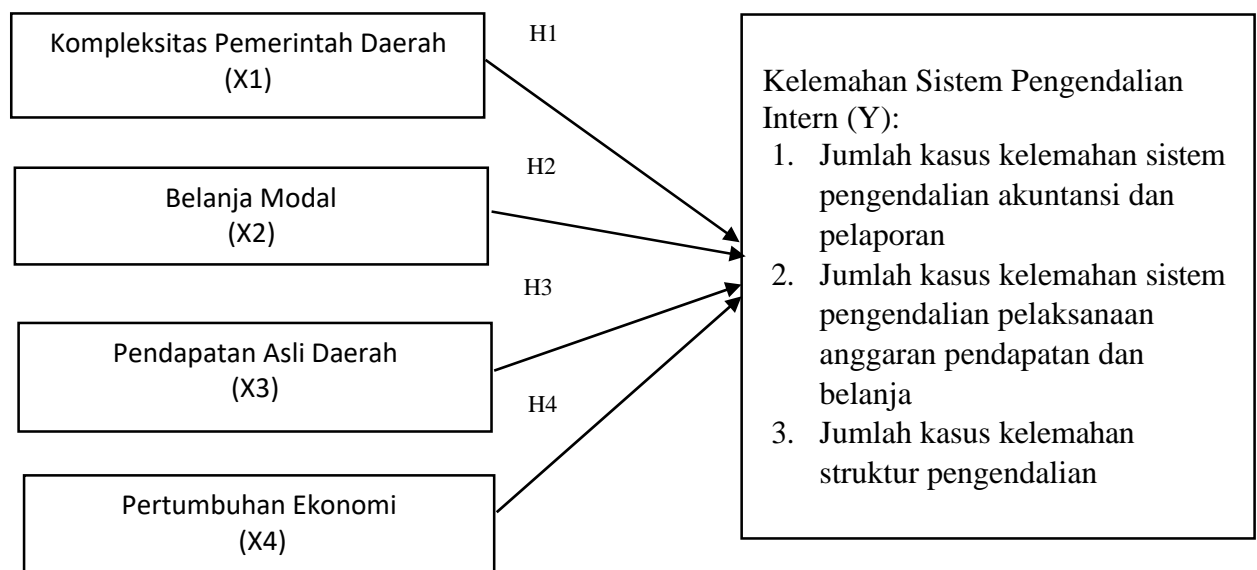 Kompleksitas Pemerintah Daerah
(X1)
H1
Belanja Modal
(X2)
H2
Pendapatan Asli Daerah
(X3)
H3
Pertumbuhan Ekonomi
(X4)
H4
Kelemahan Sistem Pengendalian
Intern (Y):
1. Jumlah kasus kelemahan sistem
pengendalian akuntansi dan
pelaporan
2. Jumlah kasus kelemahan sistem
pengendalian pelaksanaan
anggaran pendapatan dan
belanja
3. Jumlah kasus kelemahan
struktur pengendalian